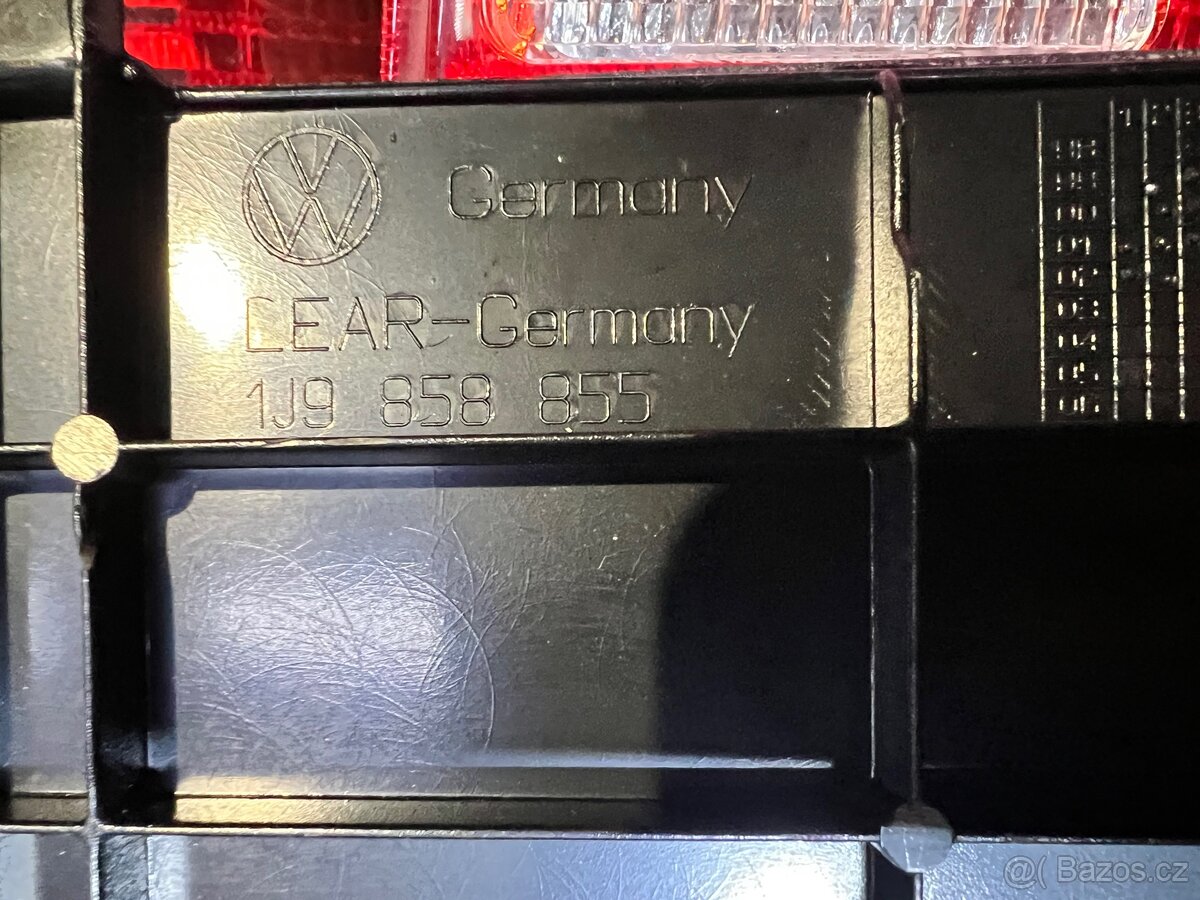 Germany
LEAR-Germany
1J9 858 855
@( Bazos.cz